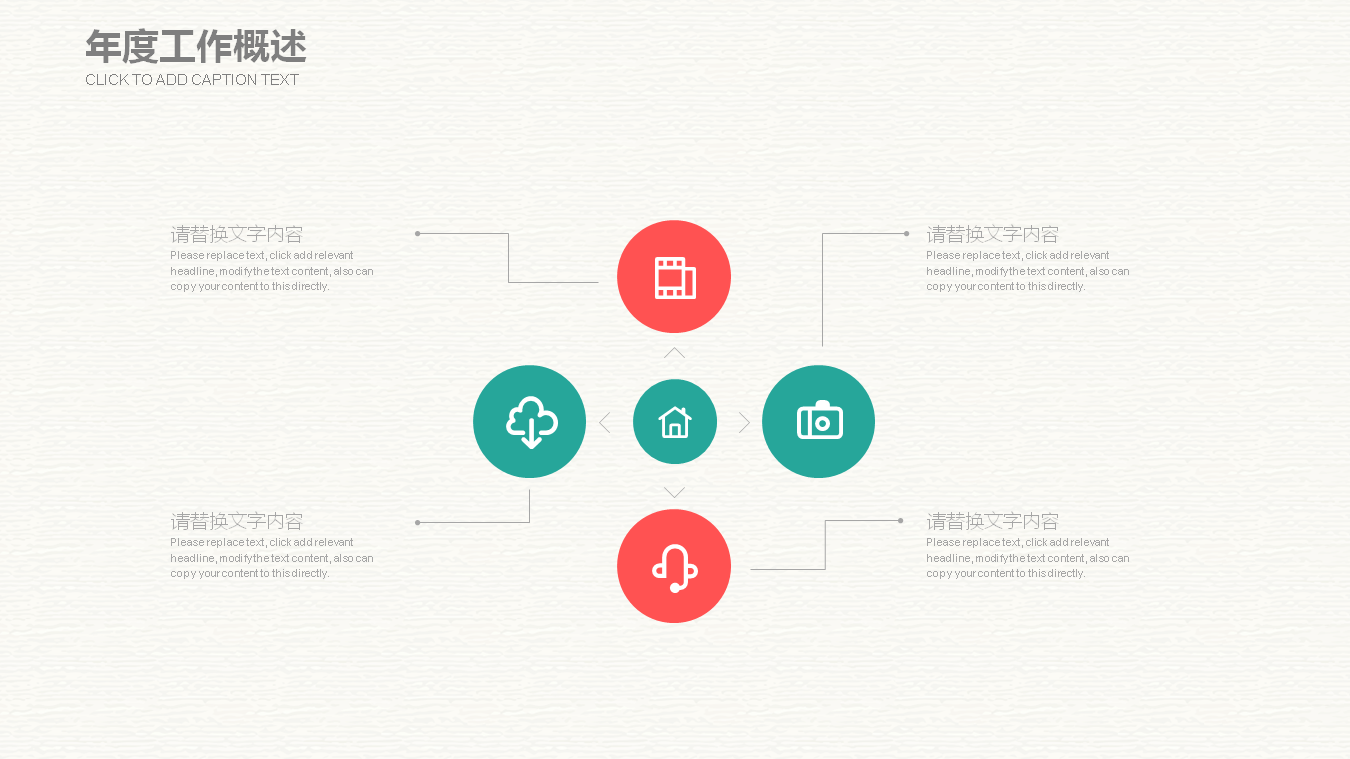 年度工作概述
CLICK TO ADD CAPTION TEXT
请替换文字内容
Please replace text, click add relevant
headline, modify the text content, also can
copy your content to this directly.
请替换文字内容
Please replace text, click add relevant
headline, modify the text content, also can
copy your content to this directly.
请替换文字内容
Please replace text, click add relevant
headline, modify the text content, also can
copy your content to this directly.
请替换文字内容
Please replace text, click add relevant
headline, modify the text content, also can
copy your content to this directly.